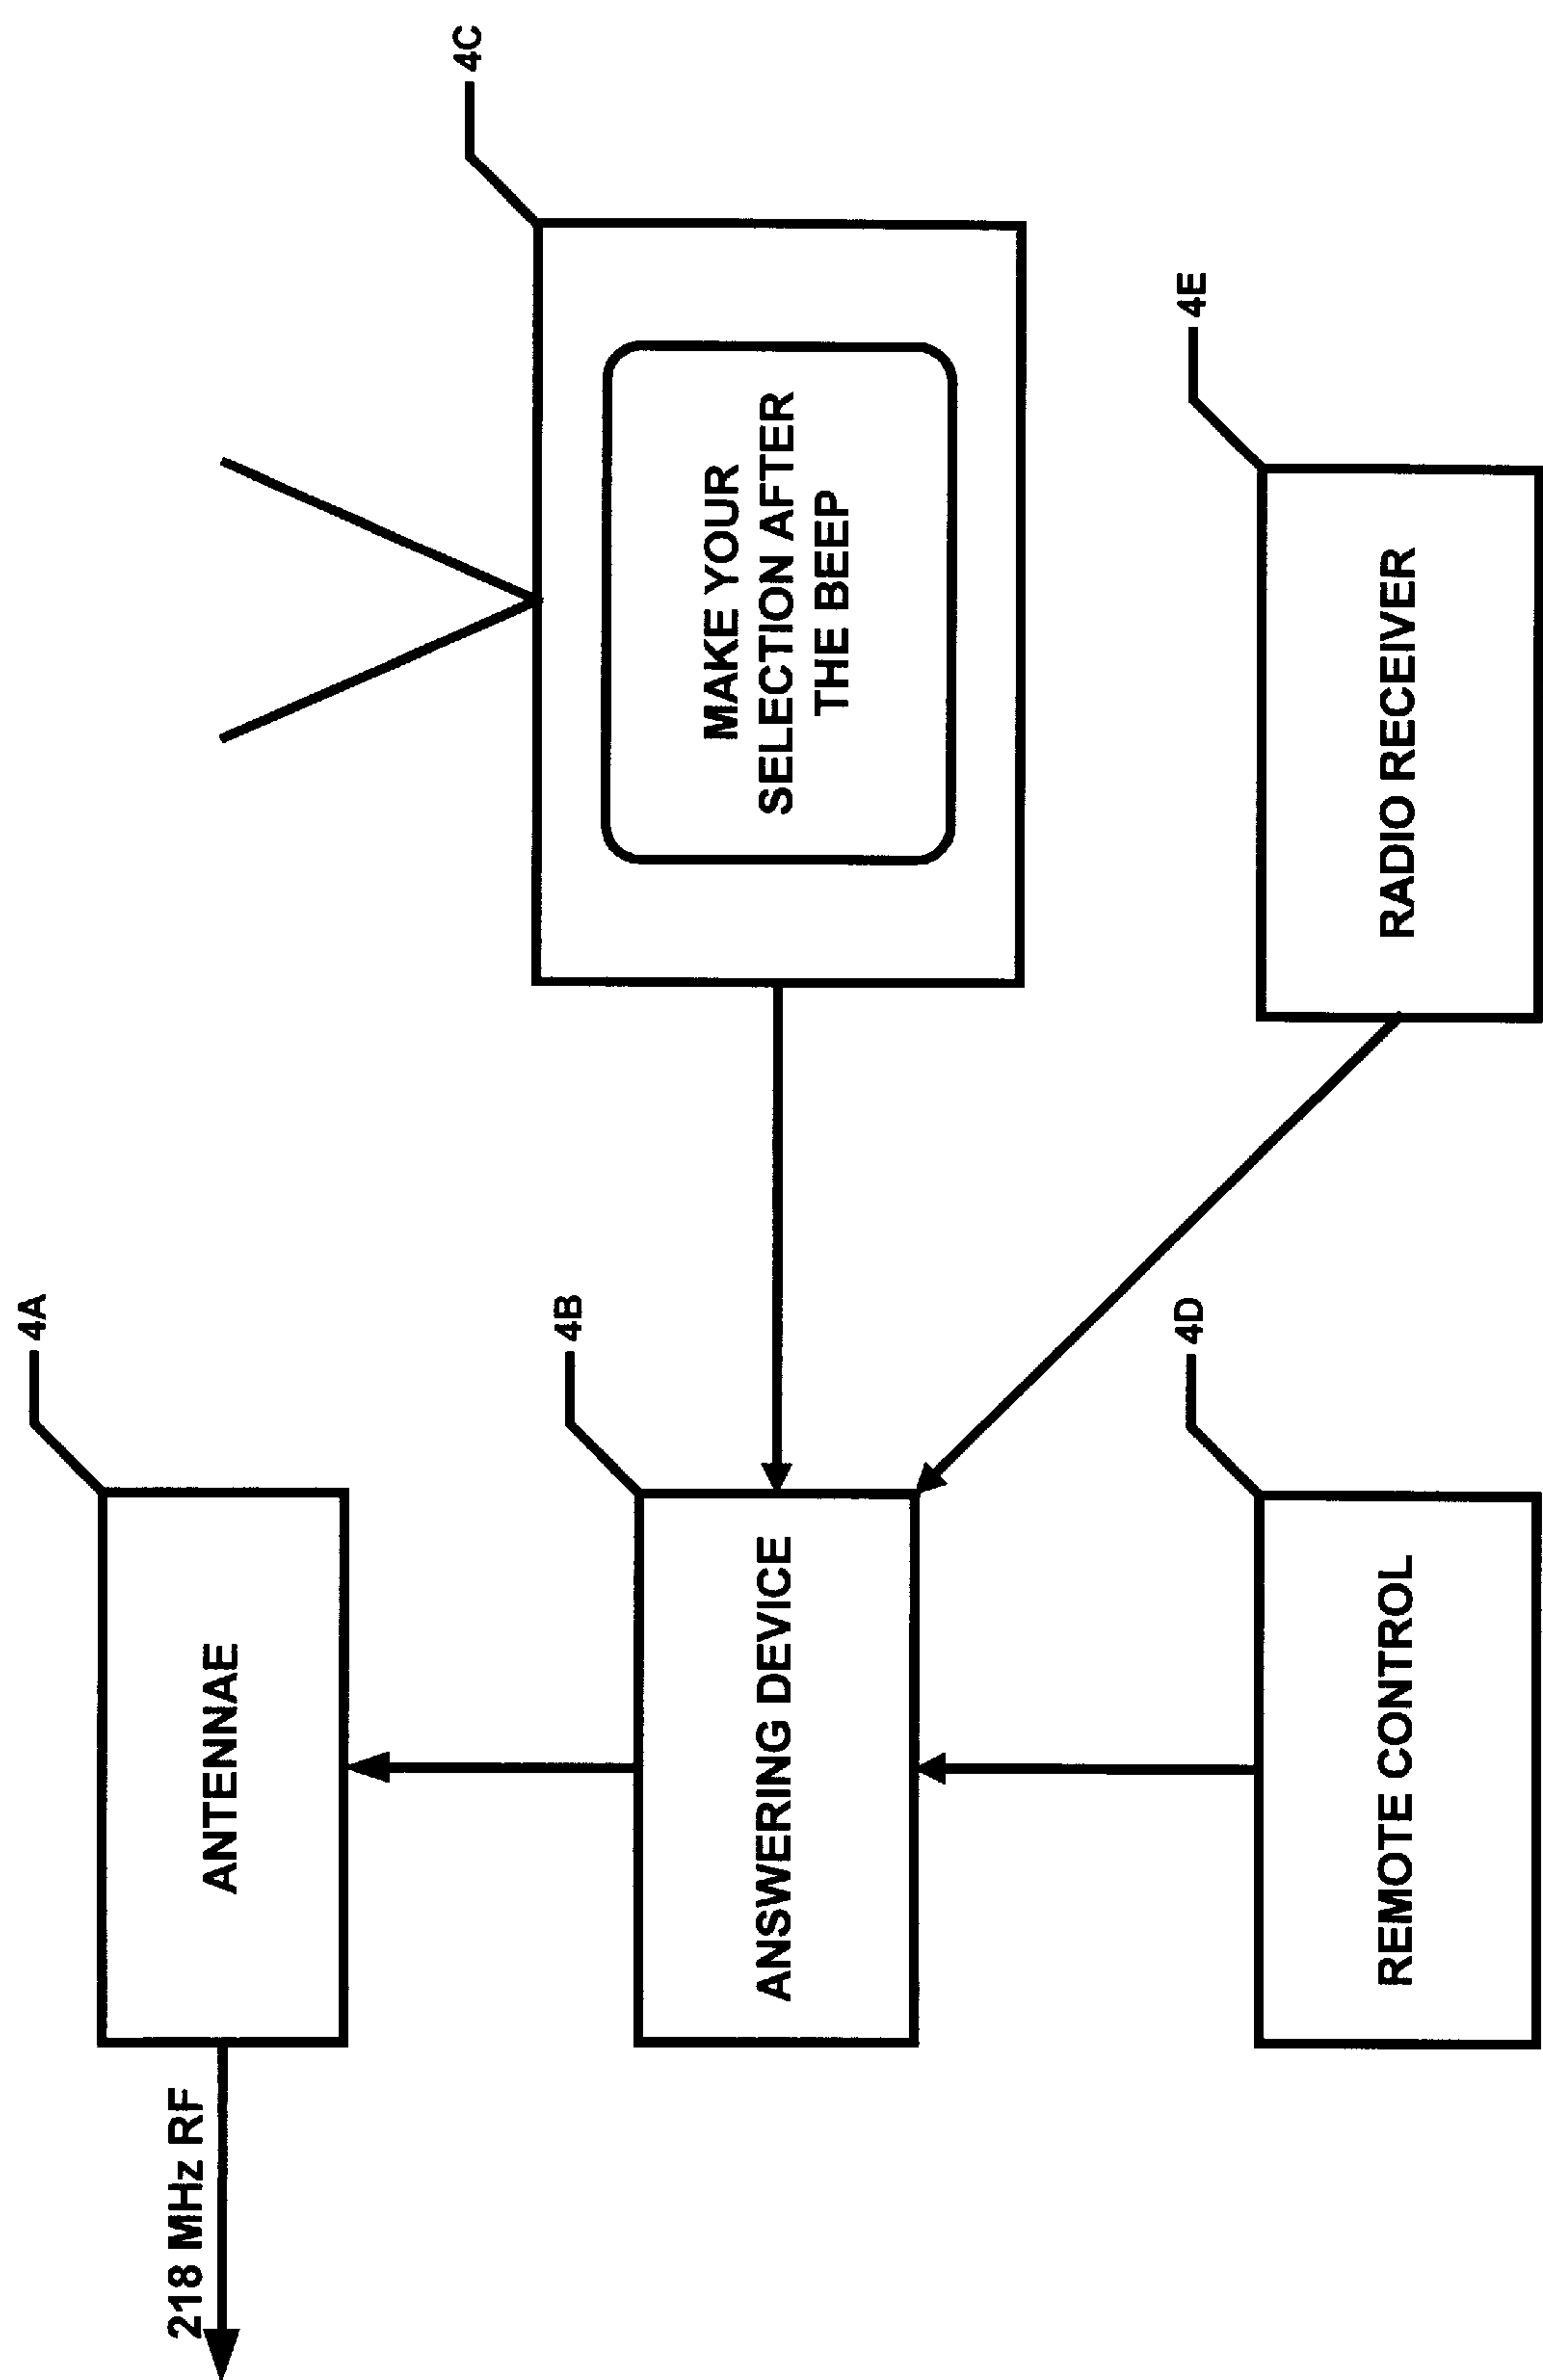 218 MHz RF
ANTENNAE
4A
4C
ANSWERING DEVICE
4B
MAKE YOUR
SELECTION AFTER
THE BEEP
REMOTE CONTROL
4D
RADIO RECEIVER
4E